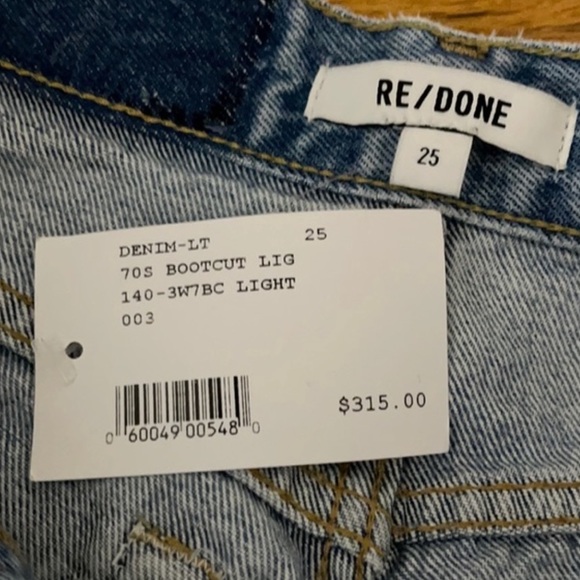 RE/DONE
25
DENIM-LT 25
70S BOOTCUT LIG
140-3W7BC LIGHT
003
$315.00
0 60049 00548 0